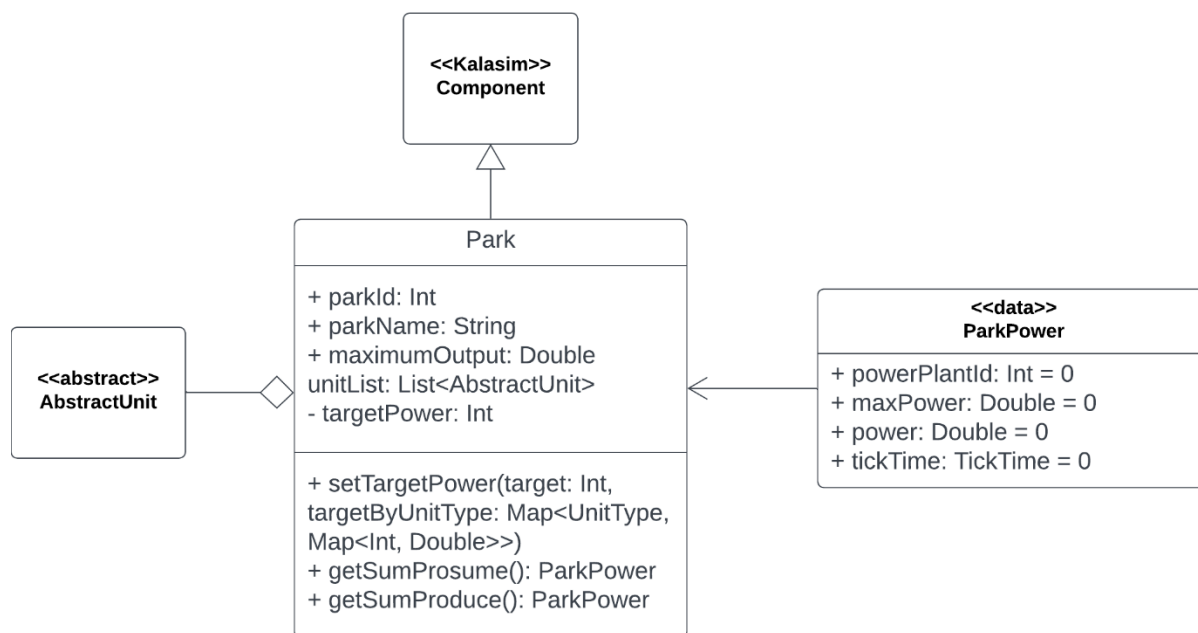 <<Kalasim>>
Component
Park
+ parkId: Int
+ parkName: String
+ maximumOutput: Double
unitList: List<AbstractUnit>
- targetPower: Int
+ setTargetPower(target: Int,
targetByUnitType: Map<UnitType,
Map<Int, Double>>)
+ getSumProsume(): ParkPower
+ getSumProduce(): ParkPower
<<abstract>>
AbstractUnit
<<data>>
ParkPower
+ powerPlantId: Int = 0
+ maxPower: Double = 0
+ power: Double = 0
+ tickTime: TickTime = 0